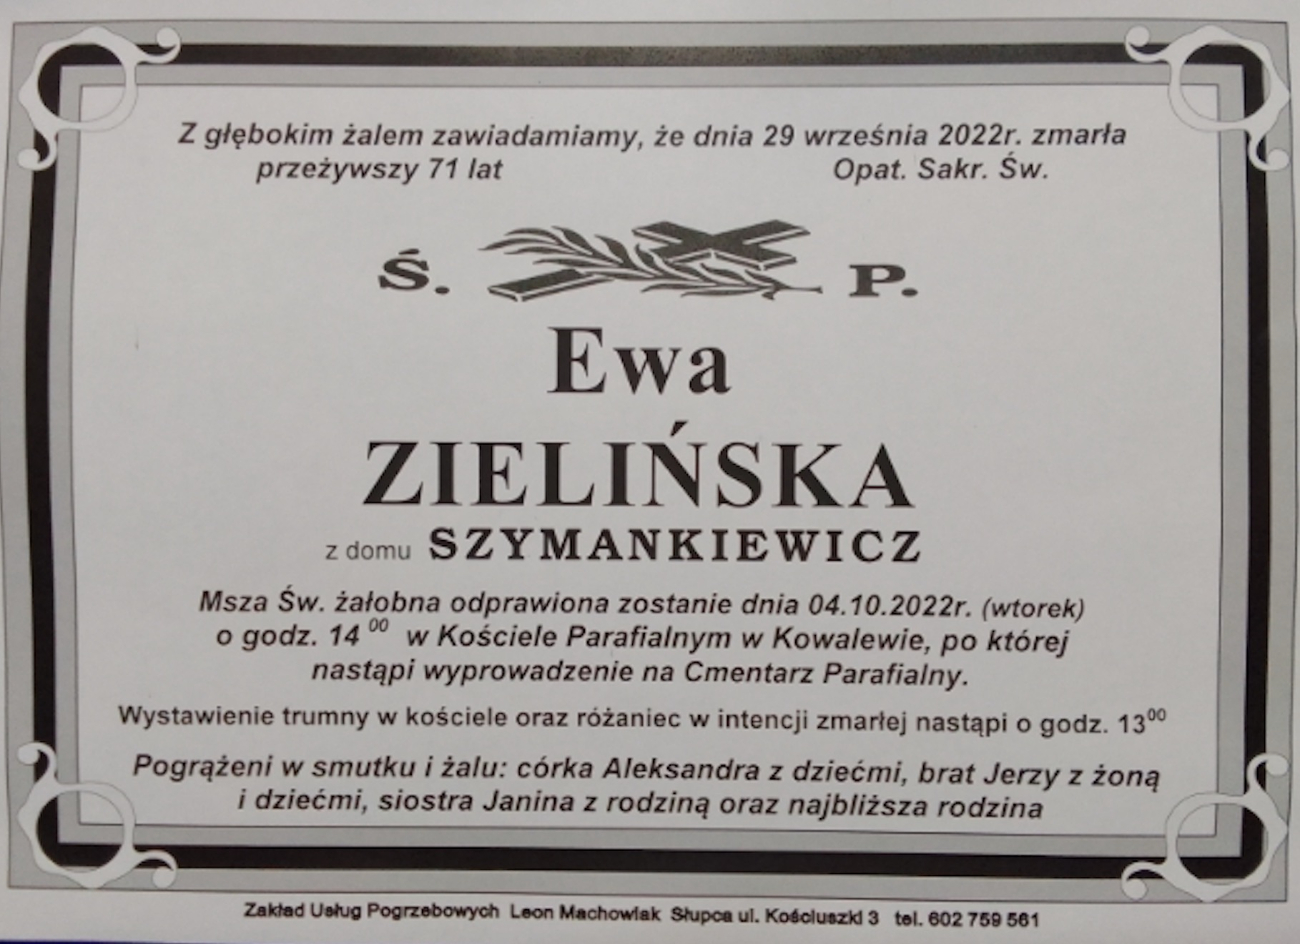 Z głębokim żalem zawiadamiamy, że dnia 29 września 2022r. zmarła
przeżywszy 71 lat Opat. Sakr. Św.
Ś. P.
Ewa
ZIELIŃSKA
z domu SZYMANKIEWICZ
Msza Św. żałobna odprawiona zostanie dnia 04.10.2022r. (wtorek)
o godz. 14 00 w Kościele Parafialnym w Kowalewie, po której
nastąpi wyprowadzenie na Cmentarz Parafialny.
Wystawienie trumny w kościele oraz różaniec w intencji zmarłej nastąpi o godz. 13 00
Pogrążeni w smutku i żalu: córka Aleksandra z dziećmi, brat Jerzy z żoną
i dziećmi, siostra Janina z rodziną oraz najbliższa rodzina
Zakład Usług Pogrzebowych Leon Machowiak Słupca ul. Kościuszki 3 tel. 602 759 561